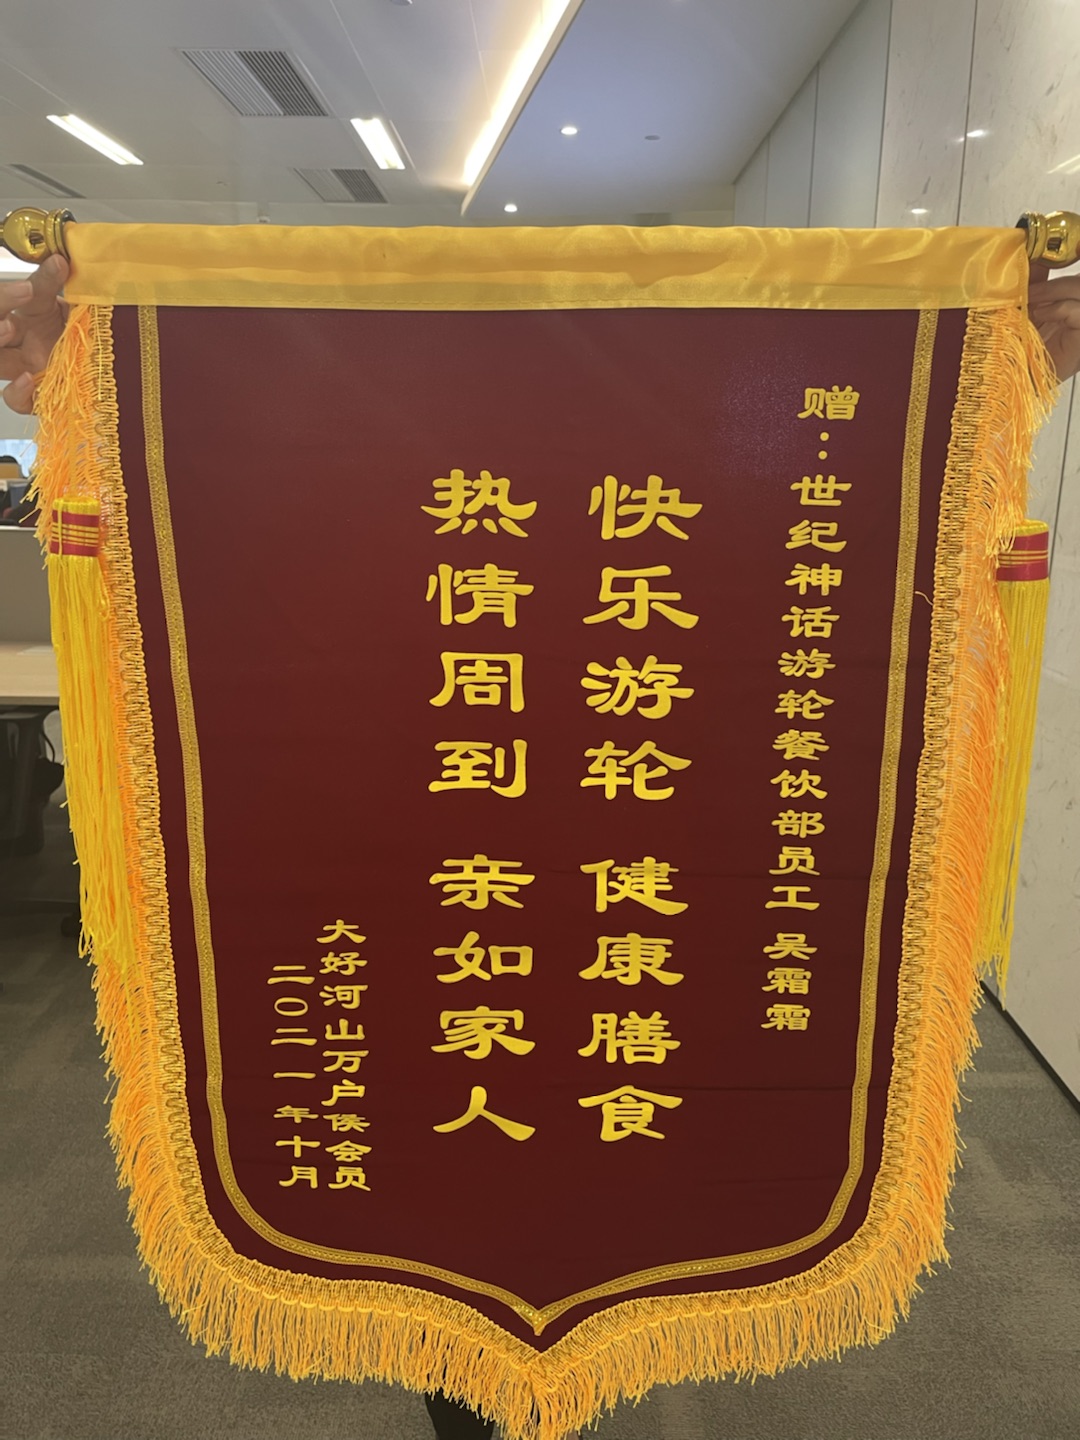 赠：世纪神话游轮餐饮部员工 吴霜霜
快乐游轮 健康膳食
热情周到 亲如家人
大好河山万户侯会员
二〇二一年十月